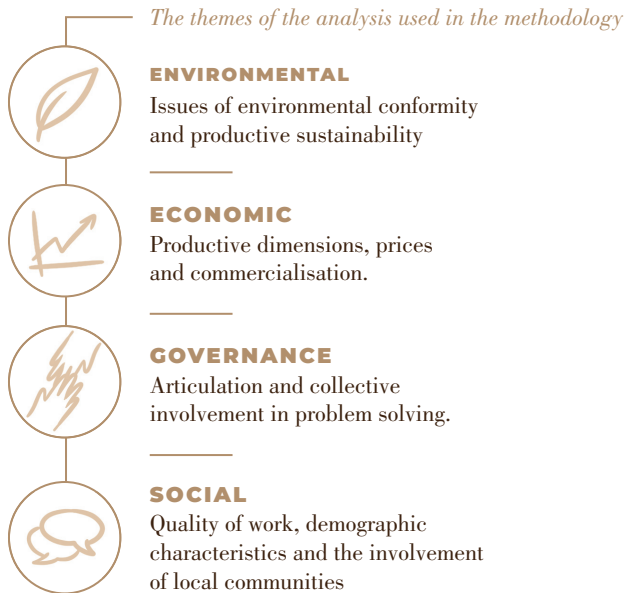 The themes of the analysis used in the methodology
ENVIRONMENTAL
Issues of environmental conformity
and productive sustainability
ECONOMIC
Productive dimensions, prices
and commercialisation.
GOVERNANCE
Articulation and collective
involvement in problem solving.
SOCIAL
Quality of work, demographic
characteristics and the involvement
of local communities